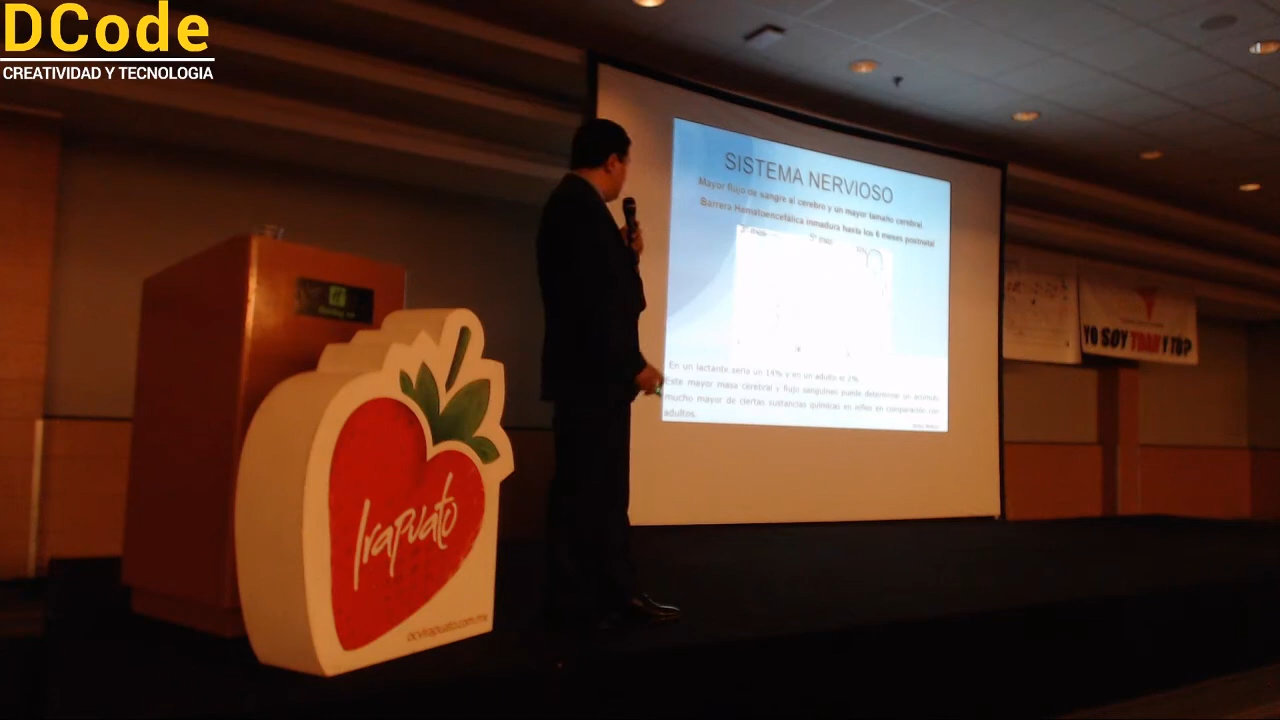 DCode
CREATIVIDAD Y TECNOLOGIA
SISTEMA NERVIOSO
Mayor flujo de sangre al cerebro y un mayor tamaño cerebral
Barrera Hematoencefálica inmadura hasta los 6 meses postnatal
En un lactante sería un 14% y en un adulto el 2%
Este mayor masa cerebral y flujo sanguíneo puede determinar un acumulo
mucho mayor de ciertas sustancias químicas en niños en comparación con
adultos.
YO SOY TUAN Y TÚ?
Irapuato
ocvirapuato.com.mx